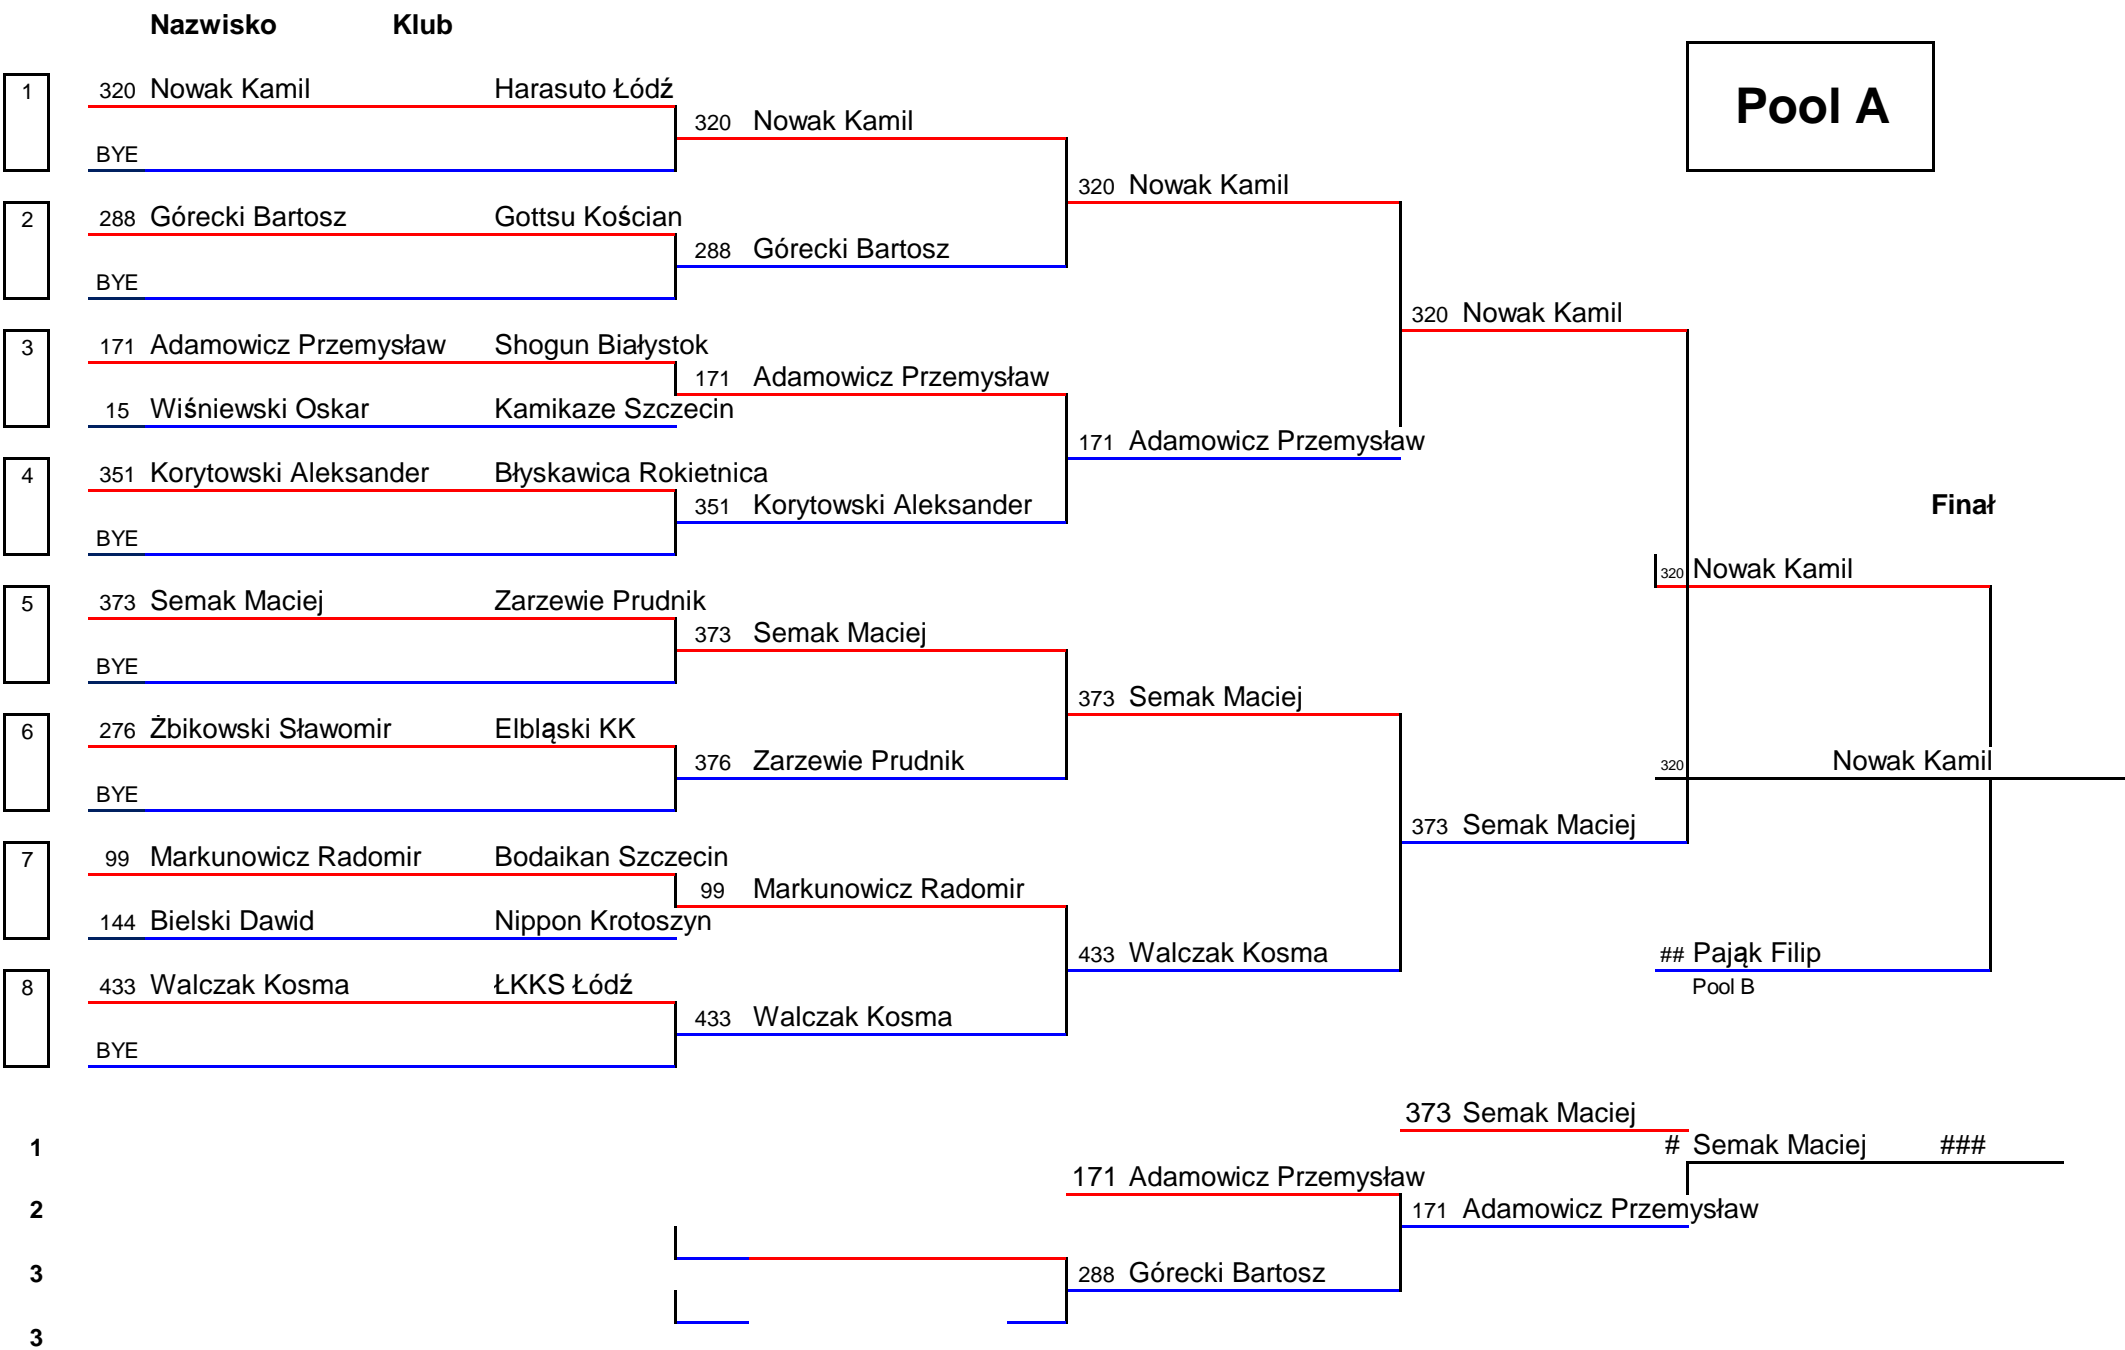 Nazwisko Klub
Pool A
1 320 Nowak Kamil Harasuto Łódź
320 Nowak Kamil
BYE
320 Nowak Kamil
2 288 Górecki Bartosz Gottsu Kościan
288 Górecki Bartosz
BYE
320 Nowak Kamil
3 171 Adamowicz Przemysław Shogun Białystok
171 Adamowicz Przemysław
15 Wiśniewski Oskar Kamikaze Szczecin
171 Adamowicz Przemysław
4 351 Korytowski Aleksander Błyskawica Rokietnica
351 Korytowski Aleksander
Finał
BYE
320 Nowak Kamil
5 373 Semak Maciej Zarzewie Prudnik
373 Semak Maciej
BYE
373 Semak Maciej
6 276 Żbikowski Sławomir Elbląski KK
376 Zarzewie Prudnik
320 Nowak Kamil
BYE
373 Semak Maciej
7 99 Markunowicz Radomir Bodaikan Szczecin
99 Markunowicz Radomir
144 Bielski Dawid Nippon Krotoszyn
433 Walczak Kosma
## Pająk Filip
Pool B
8 433 Walczak Kosma ŁKKS Łódź
433 Walczak Kosma
BYE
373 Semak Maciej
1
# Semak Maciej ###
171 Adamowicz Przemysław
2
171 Adamowicz Przemysław
3
288 Górecki Bartosz
3